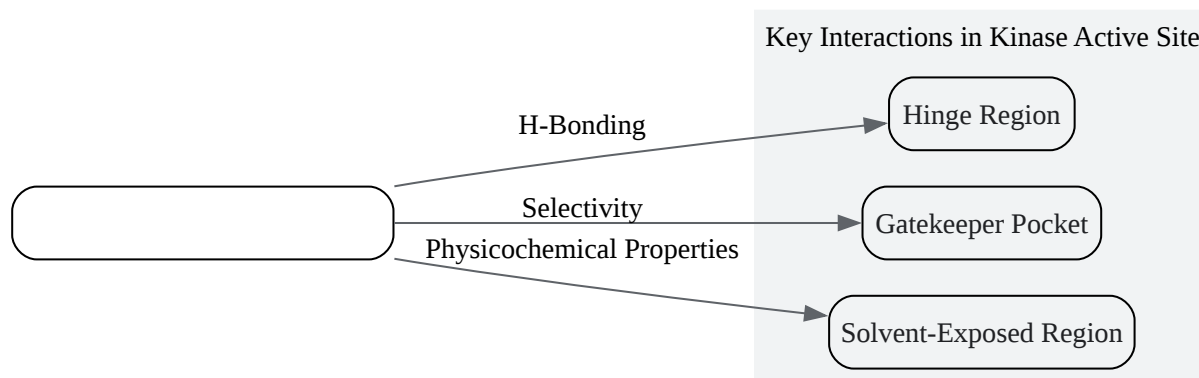 Key Interactions in Kinase Active Site
H-Bonding
Hinge Region
Selectivity
Gatekeeper Pocket
Physicochemical Properties
Solvent-Exposed Region